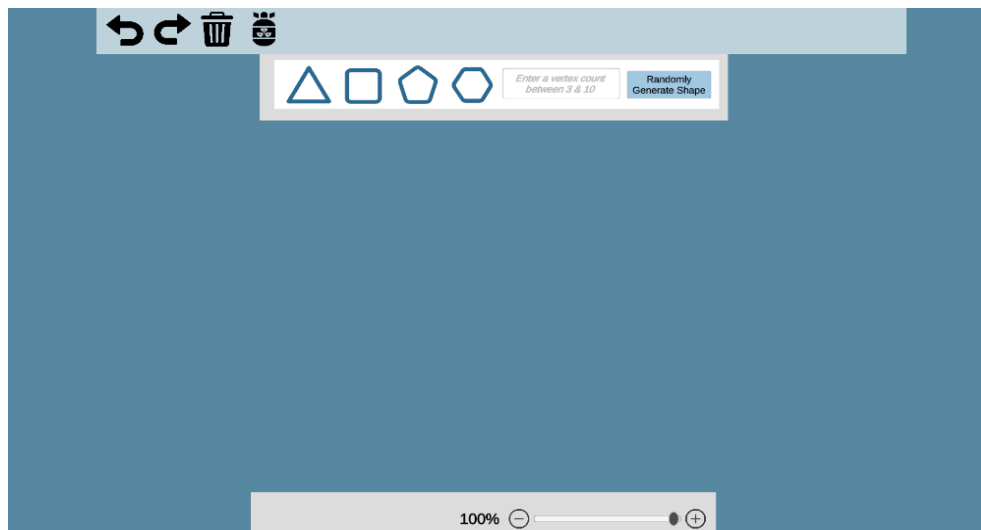 Enter a vertex count
between 3 & 10
Randomly
Generate Shape
100%